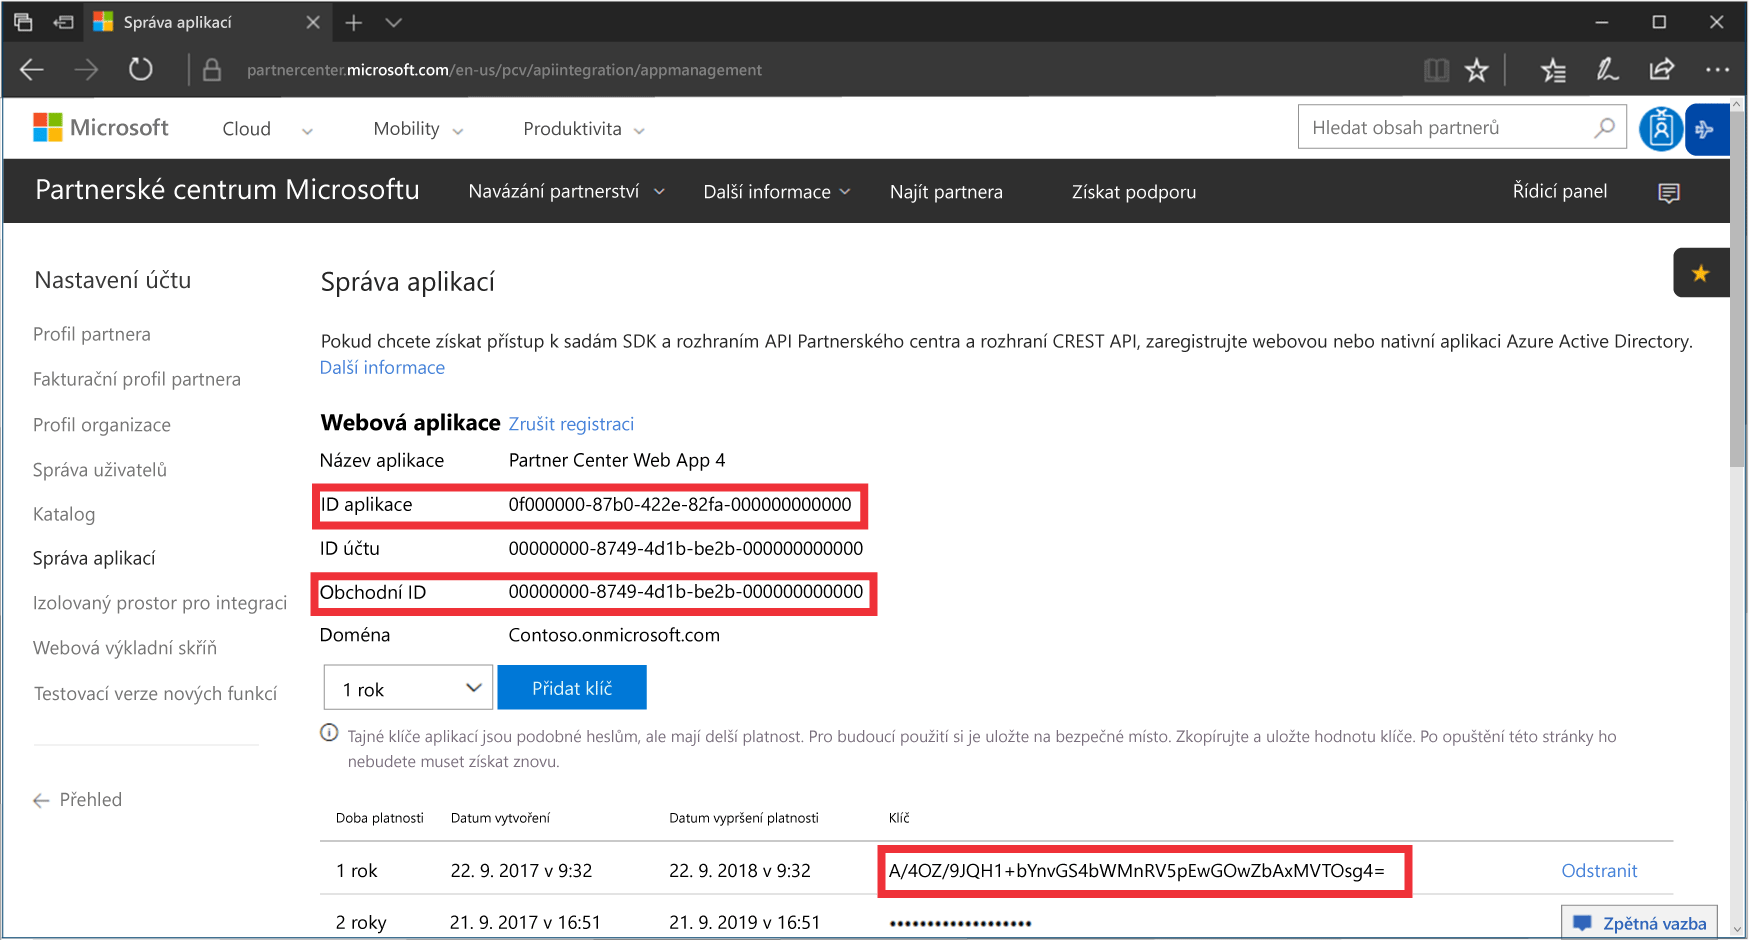 Správa aplikací
partnercenter.microsoft.com/en-us/pcv/apiintegration/appmanagement
Microsoft Cloud Mobility Produktivita Hledat obsah partnerů
Partnerské centrum Microsoftu Navázání partnerství Další informace Najít partnera Získat podporu Řídicí panel
Nastavení účtu
Profil partnera
Fakturační profil partnera
Profil organizace
Správa uživatelů
Katalog
Správa aplikací
Izolovaný prostor pro integraci
Webová výkladní skříň
Testovací verze nových funkcí
Přehled
Správa aplikací
Pokud chcete získat přístup k sadám SDK a rozhraním API Partnerského centra a rozhraní CREST API, zaregistrujte webovou nebo nativní aplikaci Azure Active Directory.
Další informace
Webová aplikace Zrušit registraci
Název aplikace Partner Center Web App 4
ID aplikace 0f000000-87b0-422e-82fa-000000000000
ID účtu 00000000-8749-4d1b-be2b-000000000000
Obchodní ID 00000000-8749-4d1b-be2b-000000000000
Doména Contoso.onmicrosoft.com
1 rok Přidat klíč
Tajné klíče aplikací jsou podobné heslům, ale mají delší platnost. Pro budoucí použití si je uložte na bezpečné místo. Zkopírujte a uložte hodnotu klíče. Po opuštění této stránky ho
nebudete muset získat znovu.
Doba platnosti Datum vytvoření Datum vypršení platnosti Klíč
1 rok 22. 9. 2017 v 9:32 22. 9. 2018 v 9:32 A/4OZ/9JQH1+bYnvGS4bWMnRV5pEwGOwZbAxMVTOsg4= Odstranit
2 roky 21. 9. 2017 v 16:51 21. 9. 2019 v 16:51 •••••••••••••••••••
Zpětná vazba